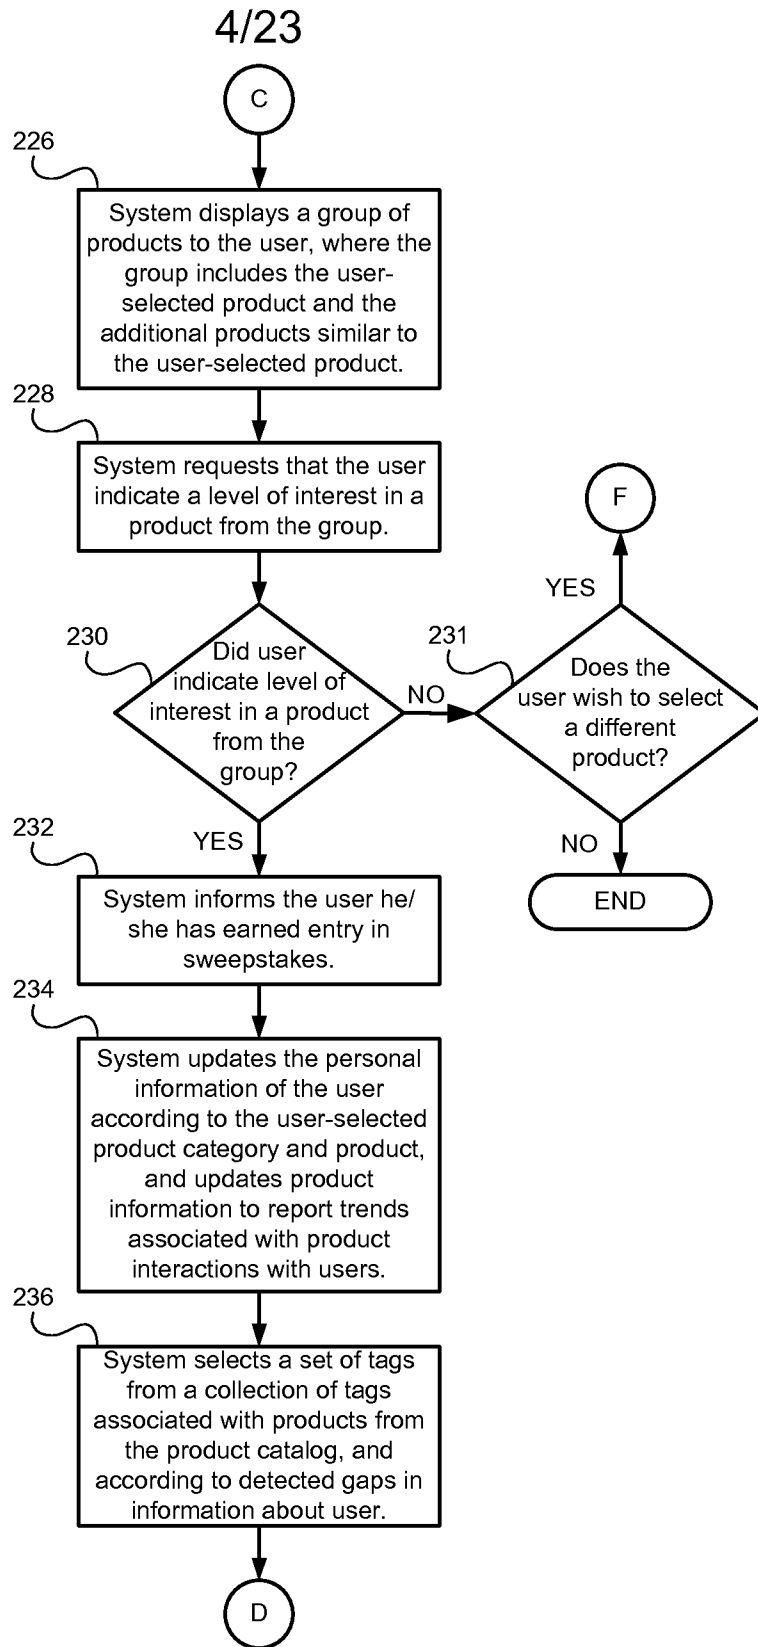 4/23
C
226
System displays a group of
products to the user, where the
group includes the user-
selected product and the
additional products similar to
the user-selected product.
228
System requests that the user
indicate a level of interest in a
product from the group.
F
YES
230
Did user
indicate level of
interest in a product
from the
group?
NO
231
Does the
user wish to select
a different
product?
YES
NO
END
232
System informs the user he/
she has earned entry in
sweepstakes.
234
System updates the personal
information of the user
according to the user-selected
product category and product,
and updates product
information to report trends
associated with product
interactions with users.
236
System selects a set of tags
from a collection of tags
associated with products from
the product catalog, and
according to detected gaps in
information about user.
D